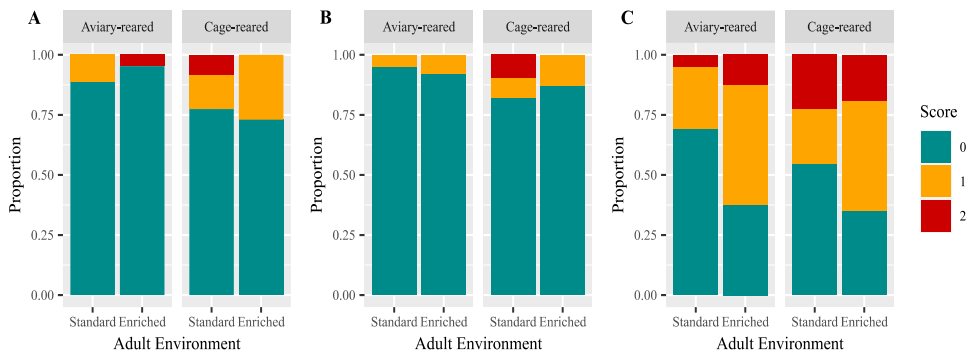 A
Aviary-reared Cage-reared
1.00
0.75
0.50
0.25
0.00
Proportion
Standard Enriched Standard Enriched
Adult Environment
B
Aviary-reared Cage-reared
1.00
0.75
0.50
0.25
0.00
Proportion
Standard Enriched Standard Enriched
Adult Environment
C
Aviary-reared Cage-reared
1.00
0.75
0.50
0.25
0.00
Proportion
Standard Enriched Standard Enriched
Adult Environment
Score
0
1
2